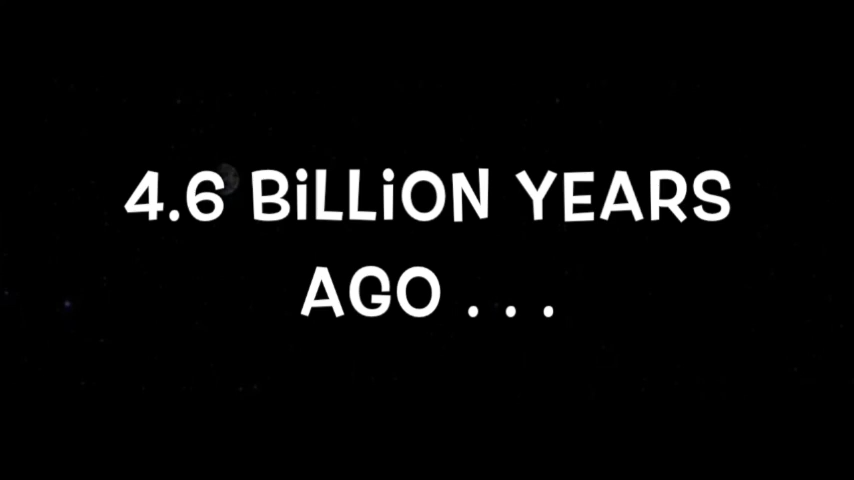 4.6 BiLLiON YEARS
AGO . . .